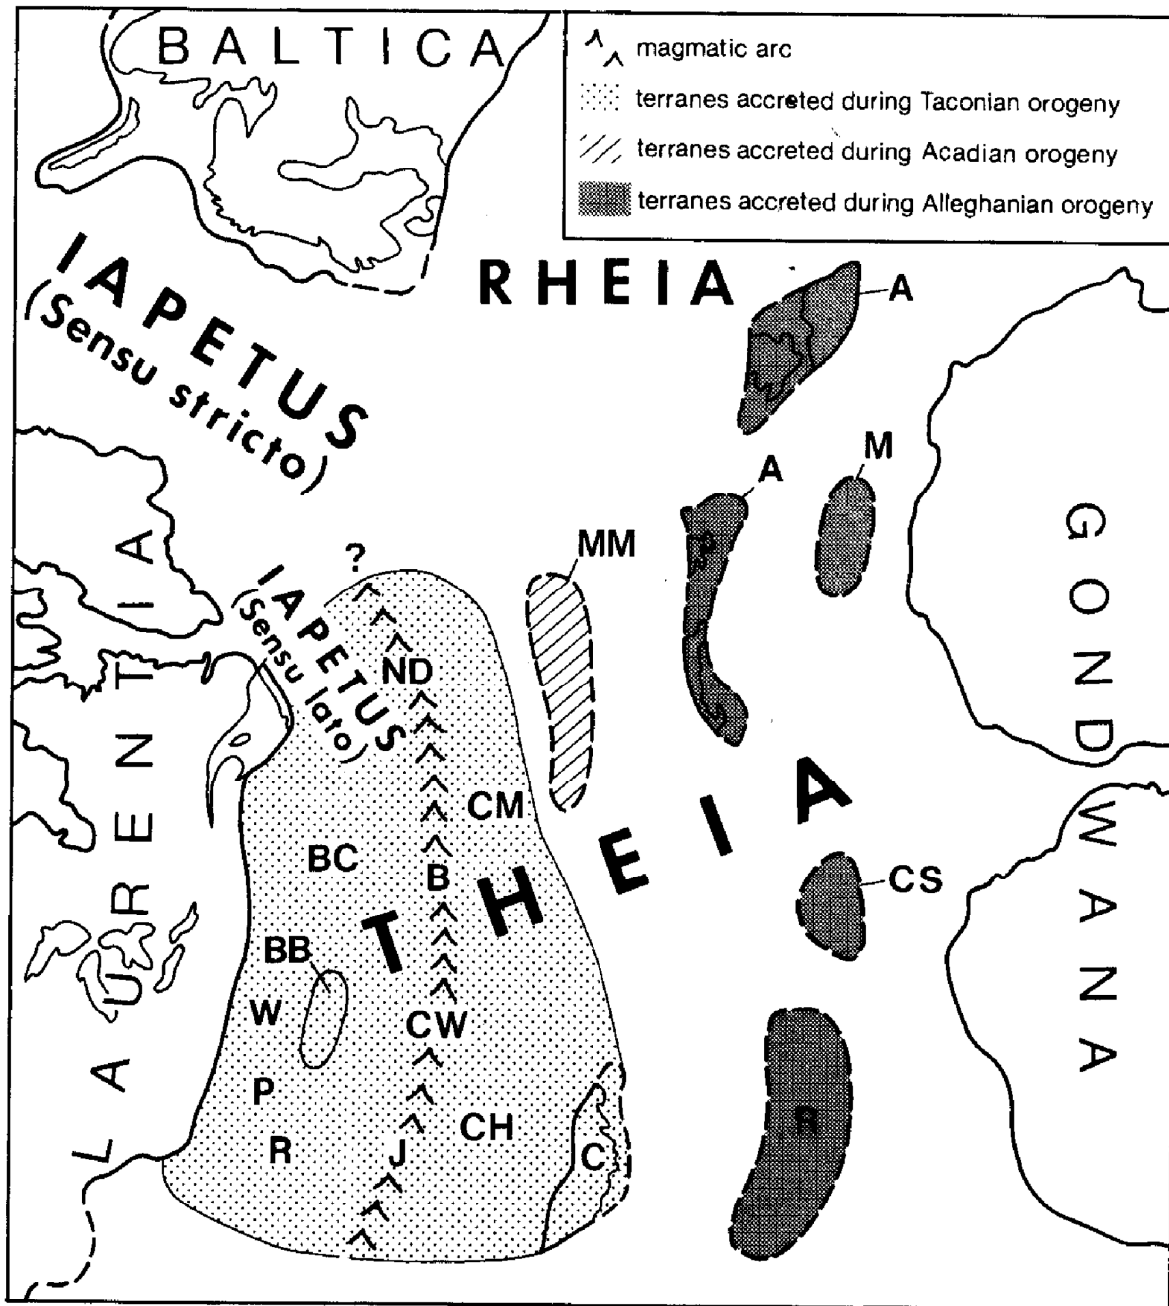 BALTICA
magmatic arc
terranes accreted during Taconian orogeny
terranes accreted during Acadian orogeny
terranes accreted during Alleghanian orogeny
IAPETUS
(Sensu stricto)
RHEIA
A
M
A
MM
?
IAPETUS
(Sensu lato)
ND
CM
BC
B
THEIA
CS
BB
W
CW
P
R
J
CH
C
R
LAURENTIA
GONDWANA